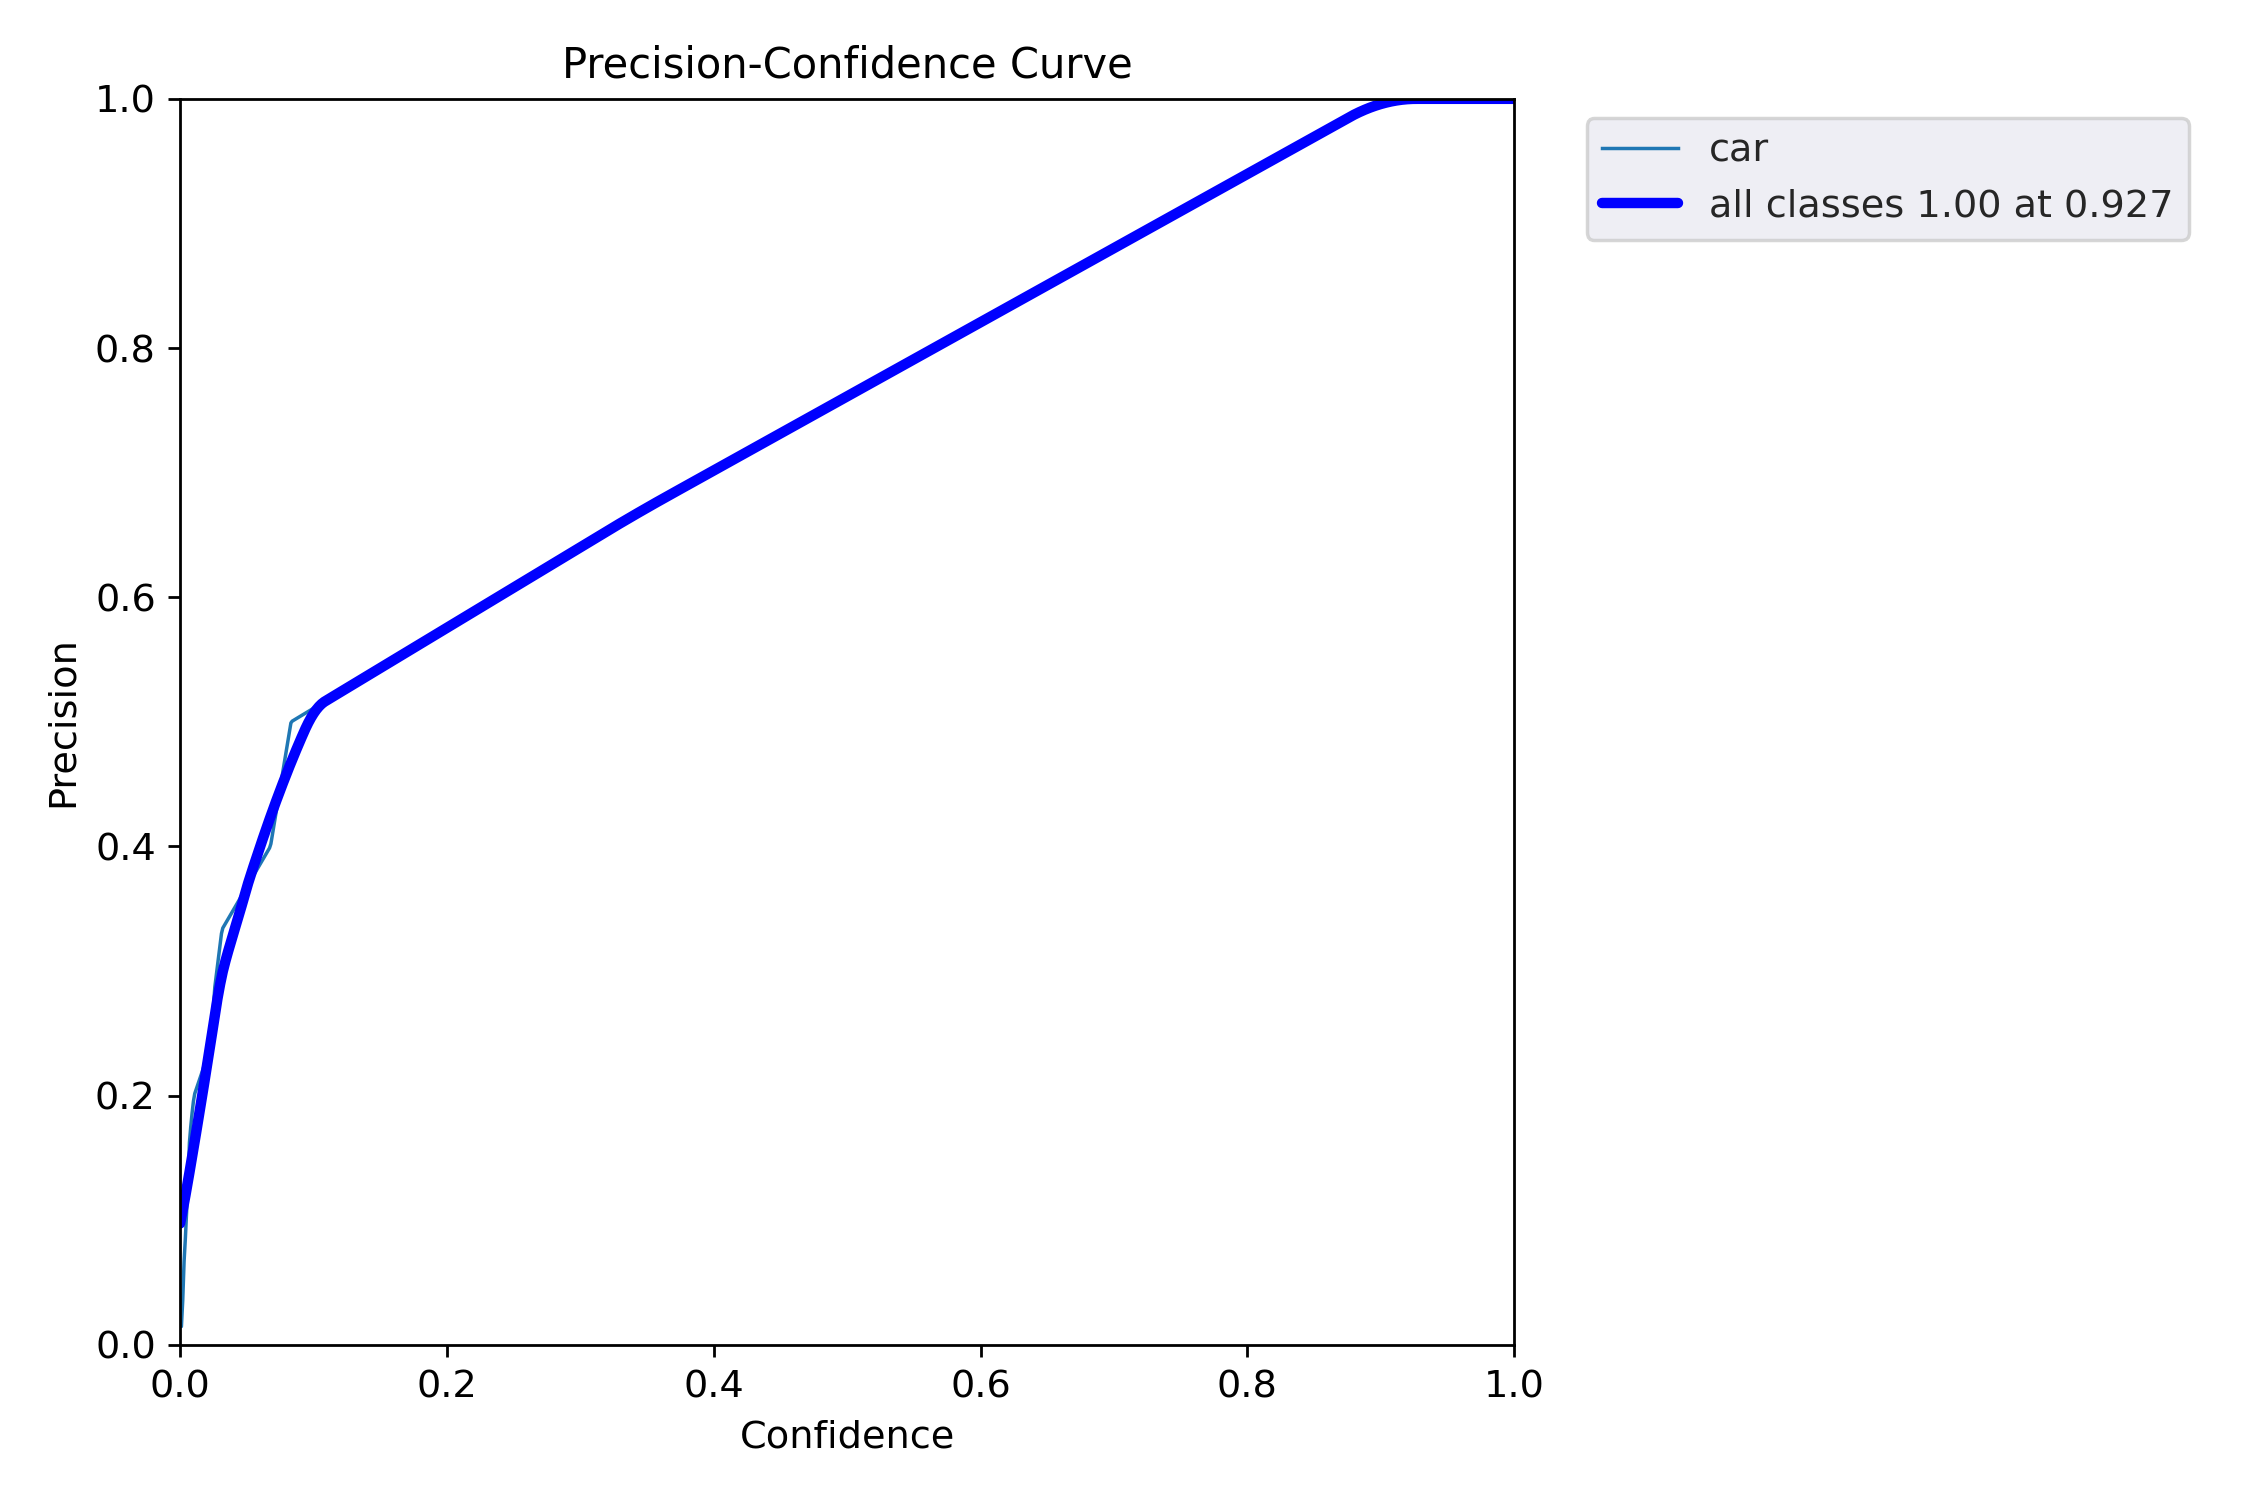 Precision-Confidence Curve
car
all classes 1.00 at 0.927
1.0
0.8
0.6
0.4
0.2
0.0
Precision
0.0 0.2 0.4 0.6 0.8 1.0
Confidence